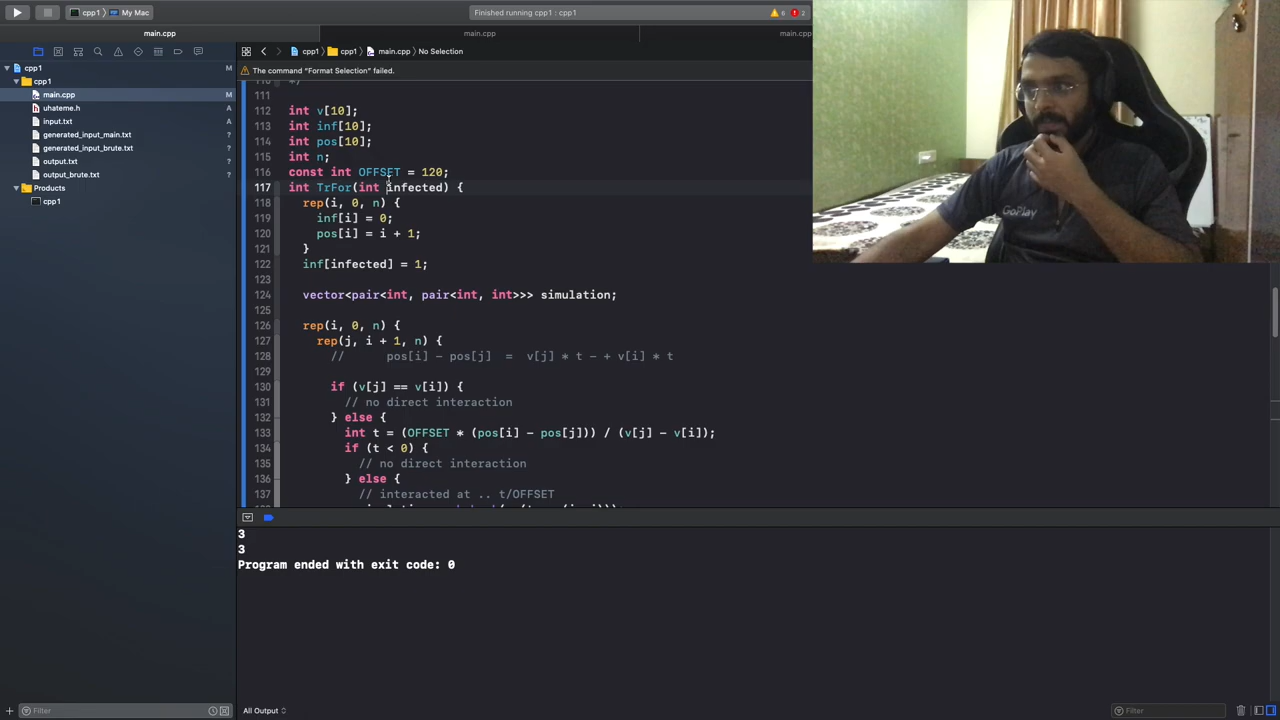 cpp1
My Mac
Finished running cpp1 : cpp1
6
2
main.cpp
main.cpp
main.cpp
cpp1
cpp1
main.cpp
No Selection
The command "Format Selection" failed.
cpp1 M
cpp1
main.cpp M
uhateme.h A
input.txt A
generated_input_main.txt ?
generated_input_brute.txt ?
output.txt ?
output_brute.txt ?
Products
cpp1
110 */
111
112 int v[10];
113 int inf[10];
114 int pos[10];
115 int n;
116 const int OFFSET = 120;
117 int TrFor(int infected) {
118 rep(i, 0, n) {
119 inf[i] = 0;
120 pos[i] = i + 1;
121 }
122 inf[infected] = 1;
123
124 vector<pair<int, pair<int, int>>> simulation;
125
126 rep(i, 0, n) {
127 rep(j, i + 1, n) {
128 // pos[i] - pos[j] = v[j] * t - + v[i] * t
129
130 if (v[j] == v[i]) {
131 // no direct interaction
132 } else {
133 int t = (OFFSET * (pos[i] - pos[j])) / (v[j] - v[i]);
134 if (t < 0) {
135 // no direct interaction
136 } else {
137 // interacted at .. t/OFFSET
GoPlay
3
3
Program ended with exit code: 0
Filter
All Output
Filter